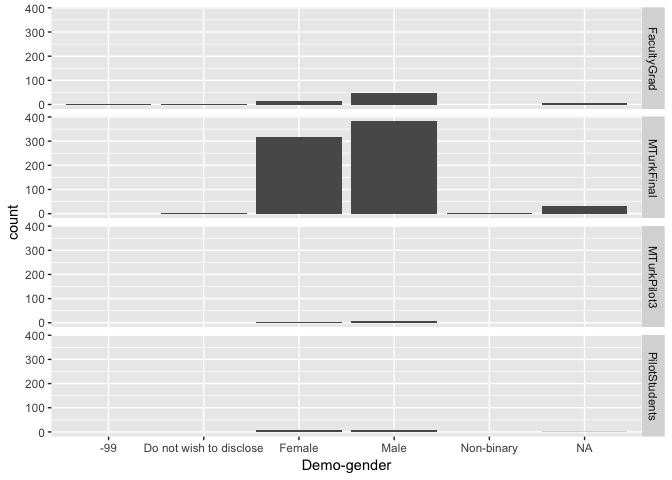 400
300
200
100
0
FacultyGrad
400
300
200
100
0
MTurkFinal
400
300
200
100
0
MTurkPilot3
400
300
200
100
0
PilotStudents
count
-99 Do not wish to disclose Female Male Non-binary NA
Demo-gender